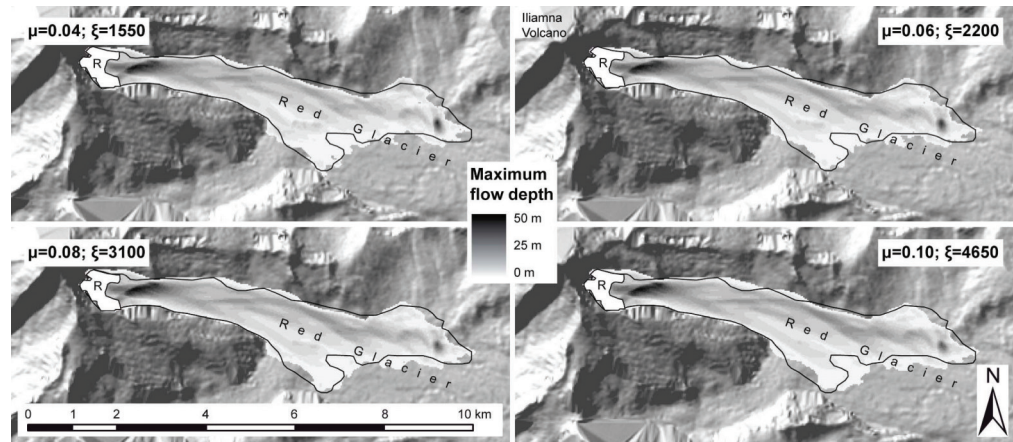 μ=0.04; ξ=1550
R
Red
Glacier
Iliamna
Volcano
μ=0.06; ξ=2200
R
Red
Glacier
Maximum
flow depth
50 m
25 m
0 m
μ=0.08; ξ=3100
R
Red
Glacier
0 1 2 4 6 8 10 km
μ=0.10; ξ=4650
R
Red
Glacier
N